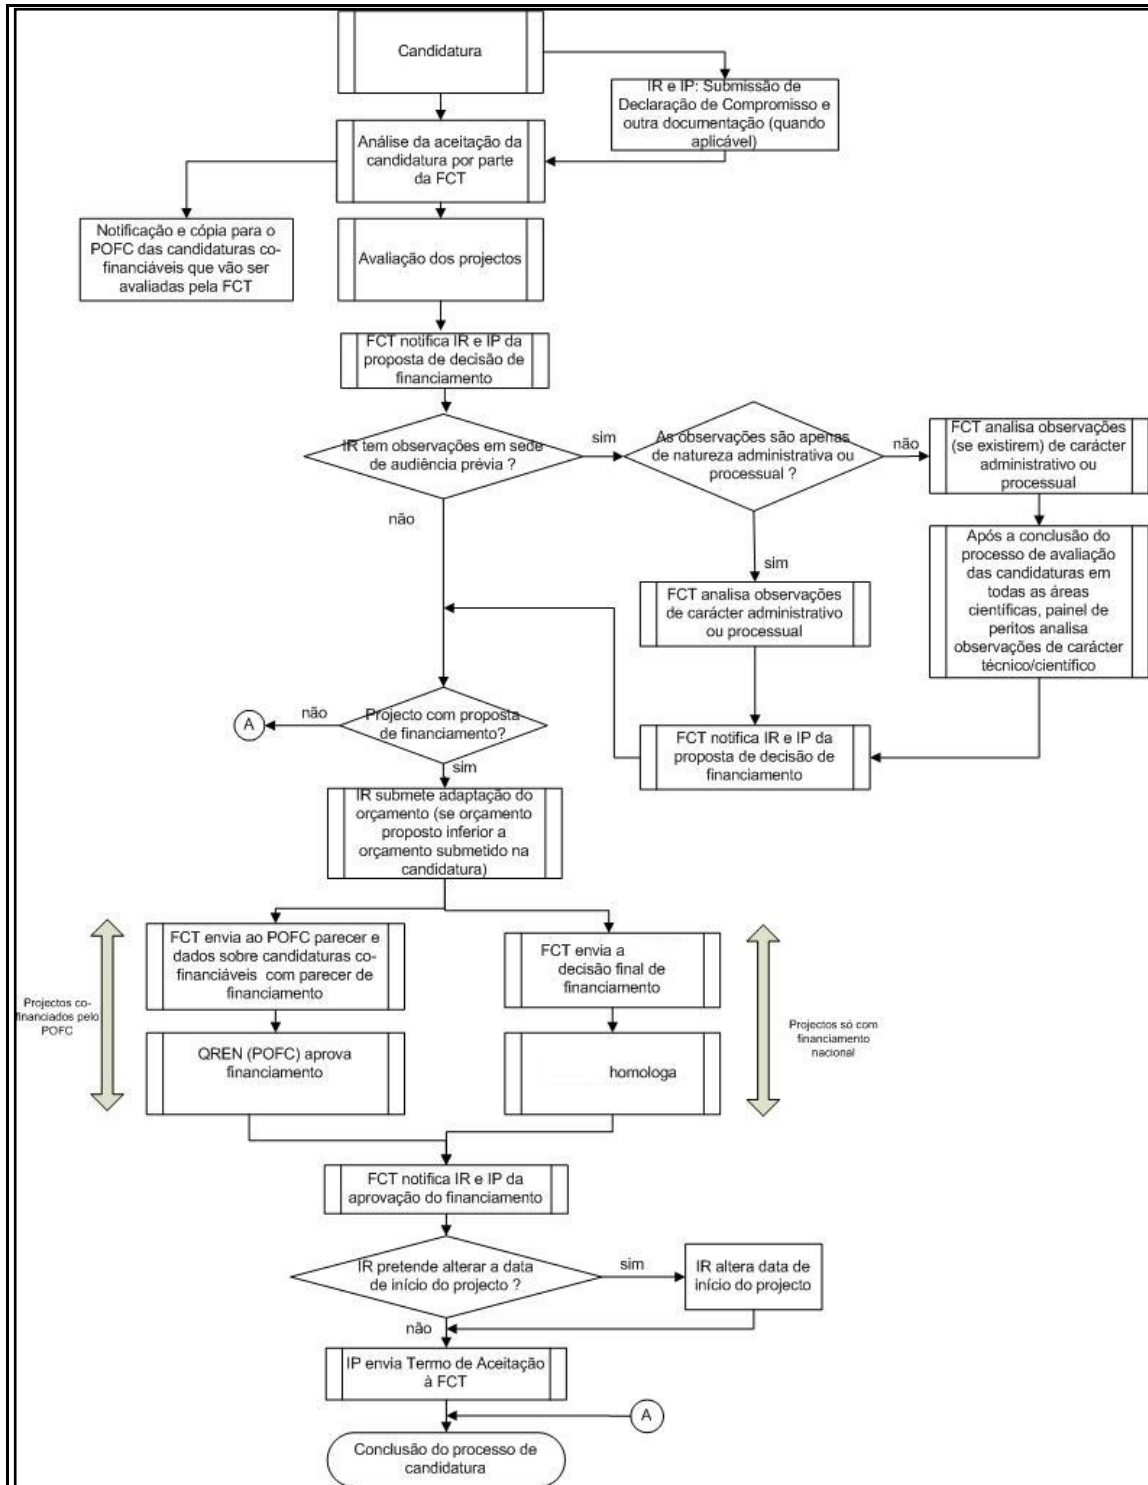 Candidatura
IR e IP: Submissão de
Declaração de Compromisso e
outra documentação (quando
aplicável)
Análise da aceitação da
candidatura por parte
da FCT
Notificação e cópia para o
POFC das candidaturas co-
financiáveis que vão ser
avaliadas pela FCT
Avaliação dos projectos
FCT notifica IR e IP da
proposta de decisão de
financiamento
IR tem observações em sede
de audiência prévia ?
sim
As observações são apenas
de natureza administrativa ou
processual ?
não
FCT analisa observações
(se existirem) de carácter
administrativo ou
processual
não
sim
Após a conclusão do
processo de avaliação
das candidaturas em
todas as áreas
científicas, painel de
peritos analisa
observações de carácter
técnico/científico
FCT analisa observações
de carácter administrativo
ou processual
A
não
Projecto com proposta
de financiamento?
FCT notifica IR e IP da
proposta de decisão de
financiamento
sim
IR submete adaptação do
orçamento (se orçamento
proposto inferior a
orçamento submetido na
candidatura)
FCT envia ao POFC parecer e
dados sobre candidaturas co-
financiáveis com parecer de
financiamento
FCT envia a
decisão final de
financiamento
Projectos co-
financiados pelo
POFC
Projectos só com
financiamento
nacional
QREN (POFC) aprova
financiamento
homologa
FCT notifica IR e IP da
aprovação do financiamento
IR pretende alterar a data
de início do projecto ?
sim
IR altera data de
início do projecto
não
IP envia Termo de Aceitação
à FCT
A
Conclusão do processo de
candidatura